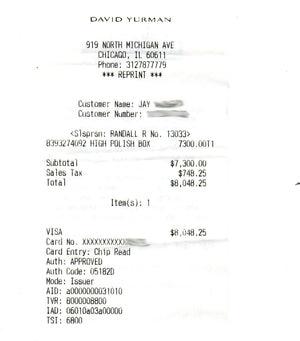 DAVID YURMAN
919 NORTH MICHIGAN AVE
CHICAGO, IL 60611
Phone: 3127877779
*** REPRINT ***
Customer Name: JAY
Customer Number:
<Slsprsn: RANDALL R No. 13033>
8393274092 HIGH POLISH BOX 7300.00T1
Subtotal $7,300.00
Sales Tax $748.25
Total $8,048.25
Item(s): 1
VISA $8,048.25
Card No. XXXXXXXXXXX
Card Entry: Chip Read
Auth: APPROVED
Auth Code: 05182D
Mode: Issuer
AID: a0000000031010
TVR: 8000008800
IAD: 06010a03a00000
TSI: 6800